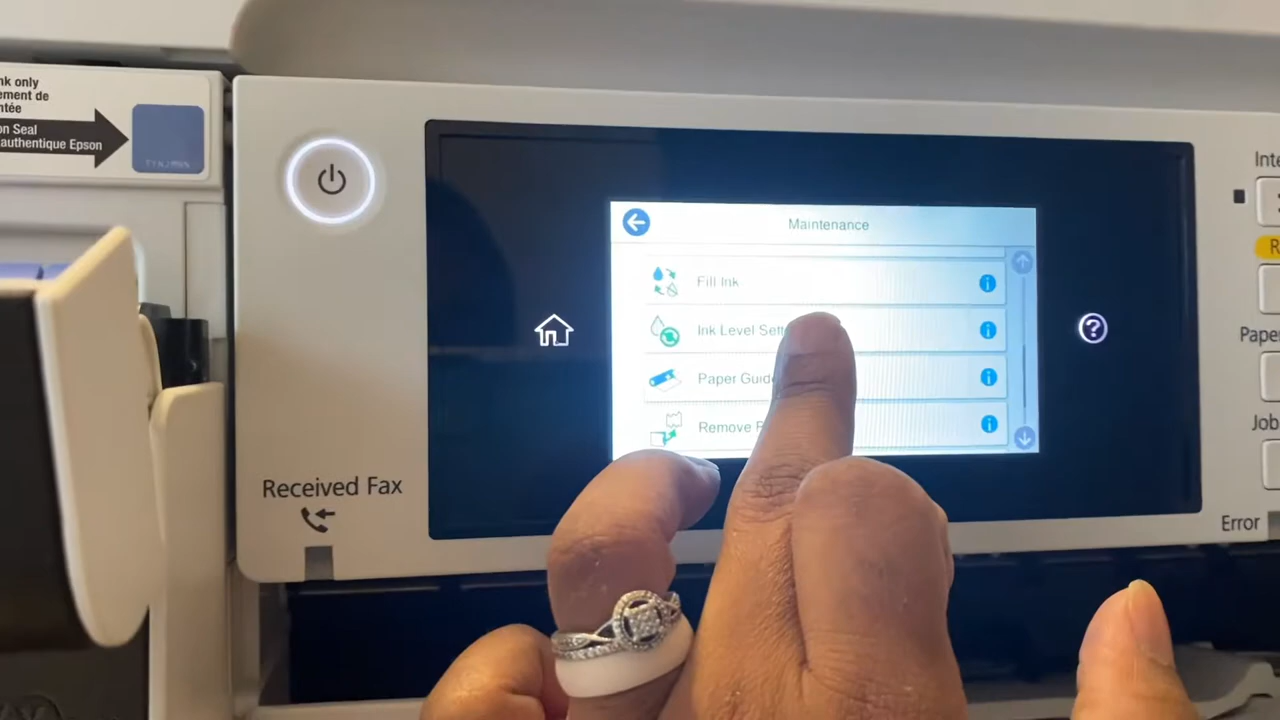 nk only
ement de
ntée
on Seal
authentique Epson
Maintenance
Fill Ink
Ink Level Sett
Paper Guid
Remove
Received Fax
Inte
R
Pape
Job
Error